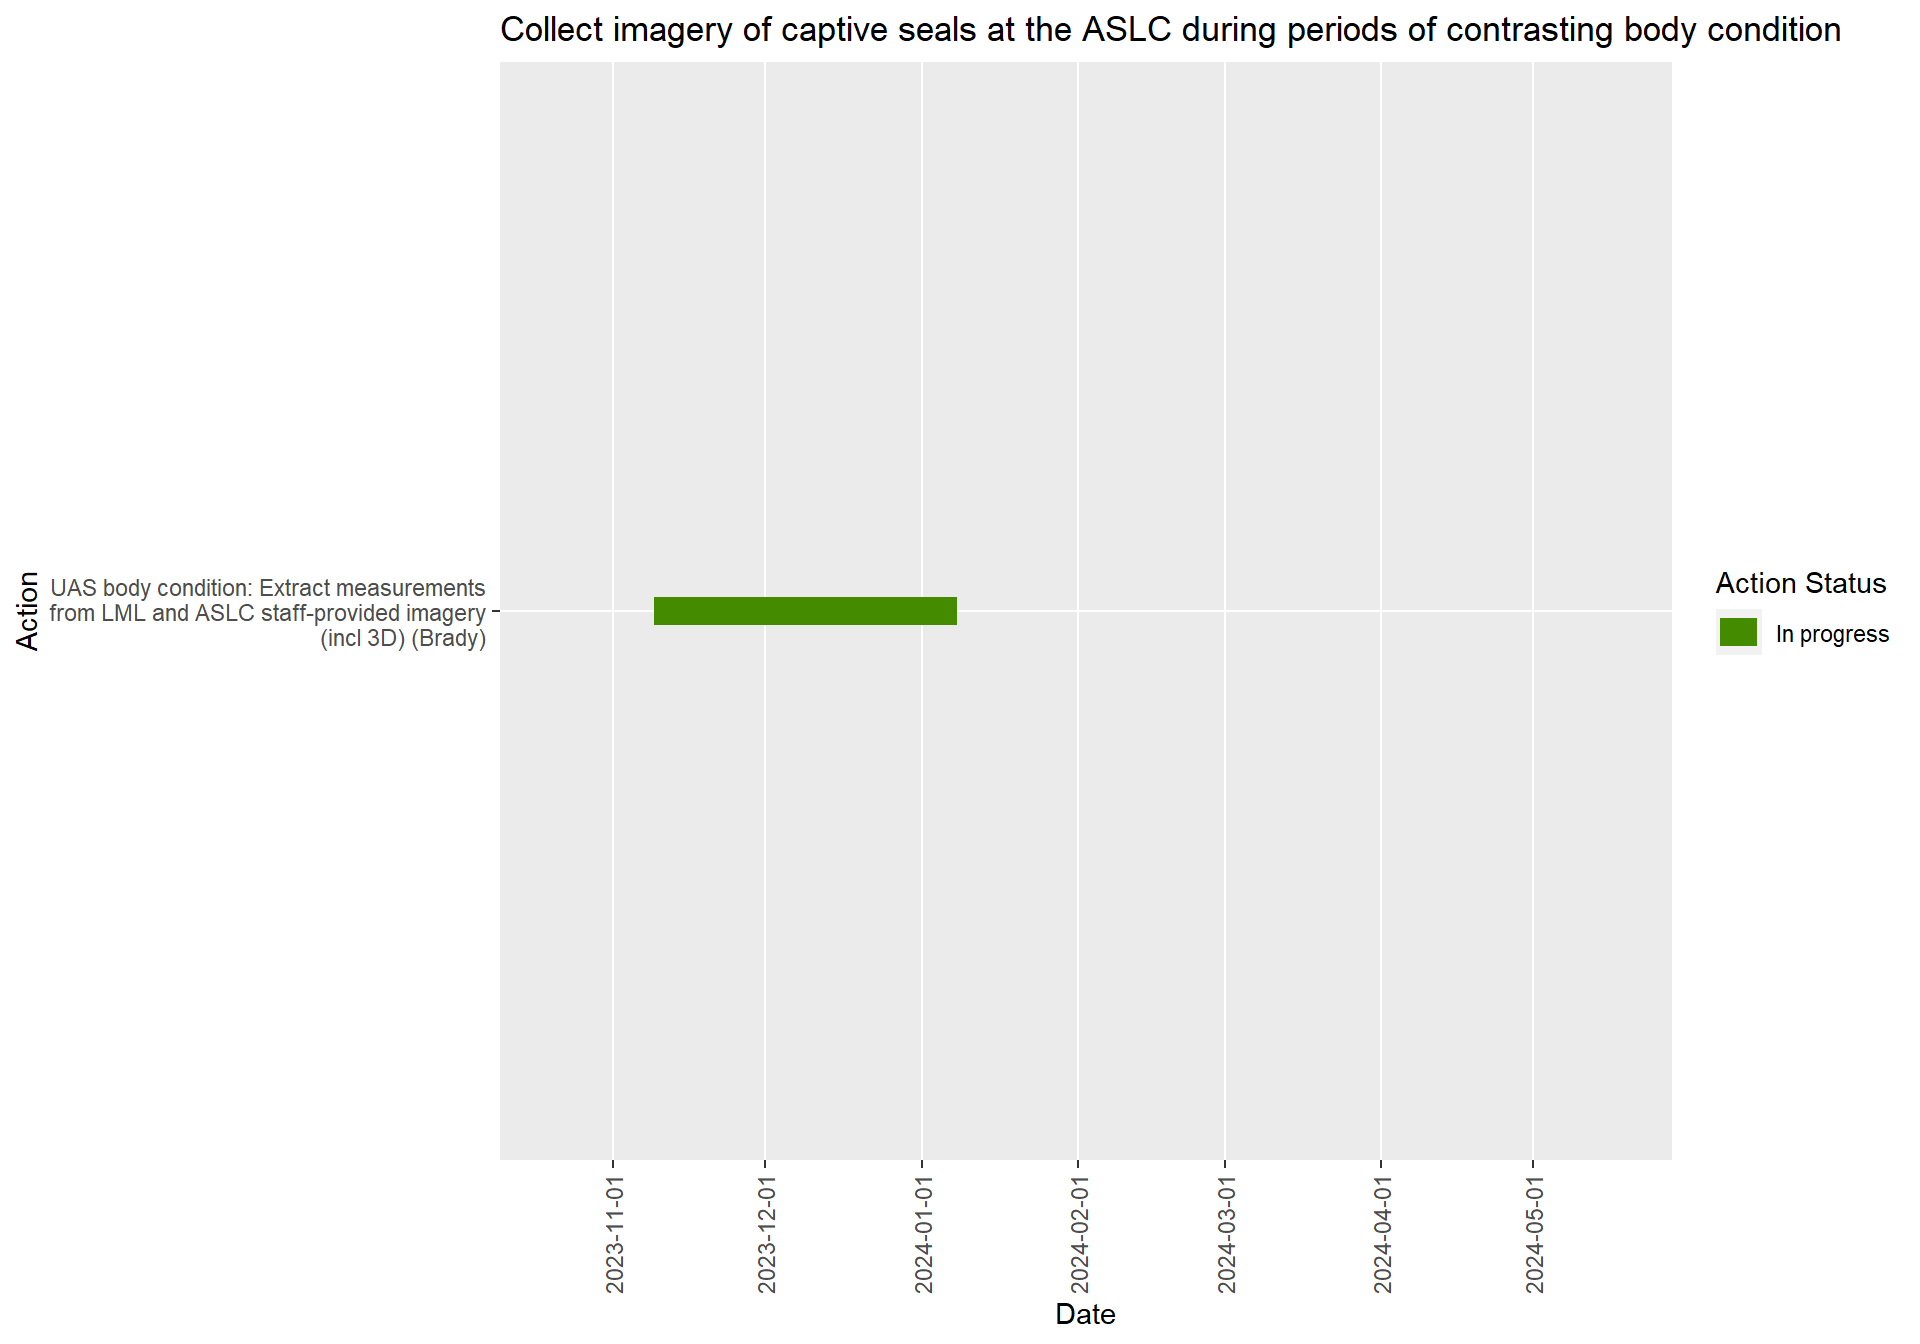 Collect imagery of captive seals at the ASLC during periods of contrasting body condition
Action
UAS body condition: Extract measurements
from LML and ASLC staff-provided imagery
(incl 3D) (Brady)
Action Status
In progress
2023-11-01
2023-12-01
2024-01-01
2024-02-01
2024-03-01
2024-04-01
2024-05-01
Date